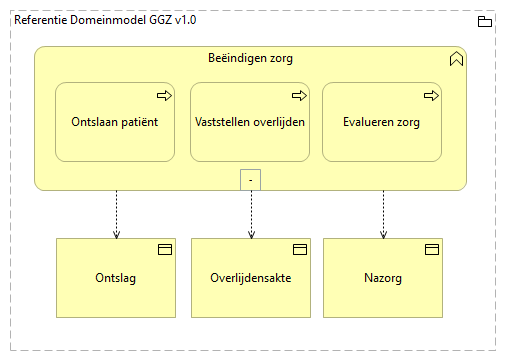 Referentie Domeinmodel GGZ v1.0
Beëindigen zorg
Ontslaan patiënt
Vaststellen overlijden
Evalueren zorg
-
Ontslag
Overlijdensakte
Nazorg